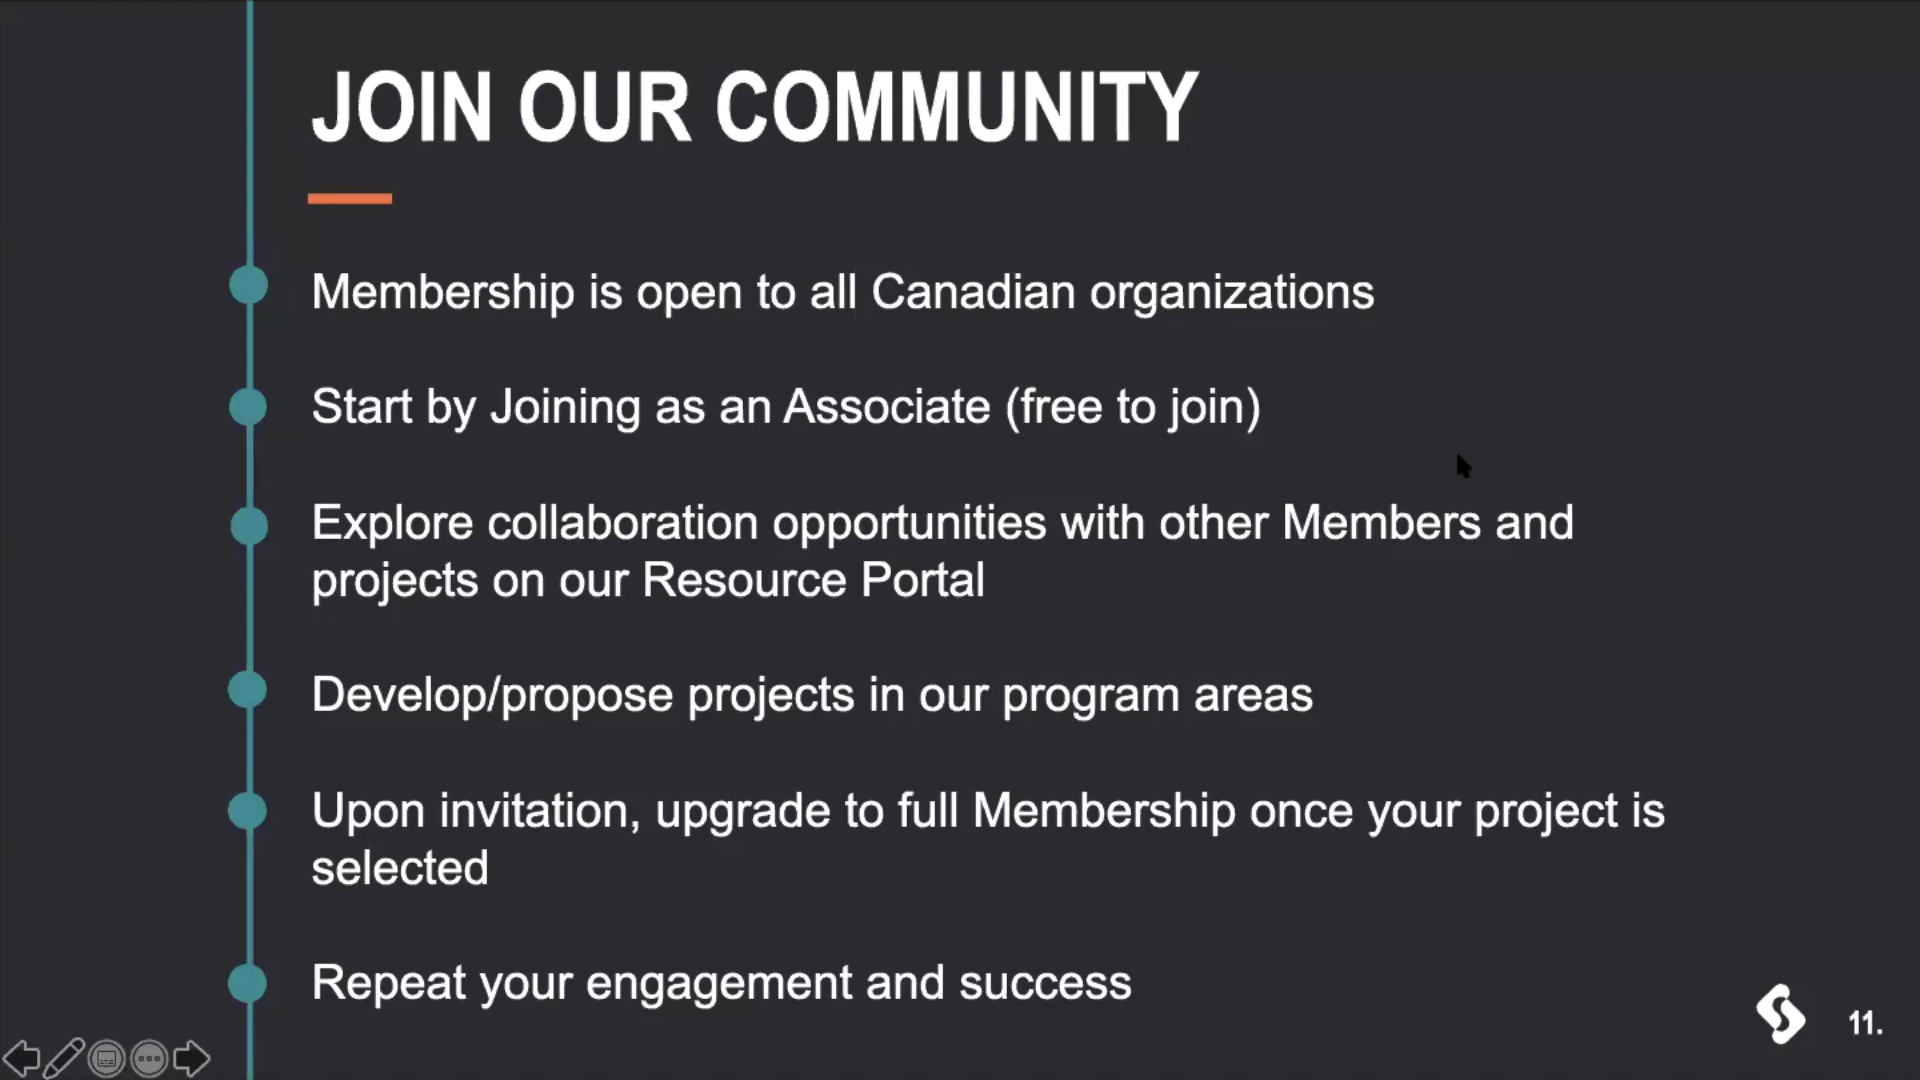 JOIN OUR COMMUNITY
Membership is open to all Canadian organizations
Start by Joining as an Associate (free to join)
Explore collaboration opportunities with other Members and
projects on our Resource Portal
Develop/propose projects in our program areas
Upon invitation, upgrade to full Membership once your project is
selected
Repeat your engagement and success
11.